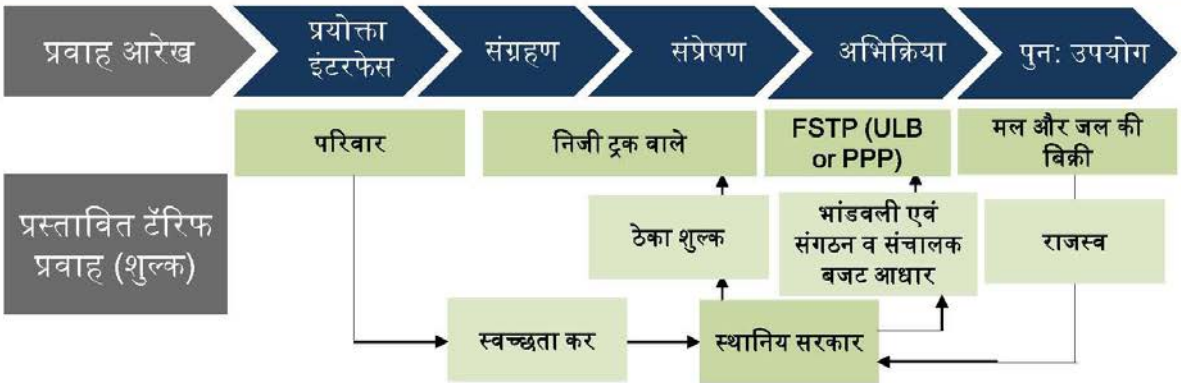 प्रवाह आरेख
प्रयोक्ता
इंटरफेस
संग्रहण
संप्रेषण
अभिक्रिया
पुन: उपयोग
परिवार
निजी ट्रक वाले
FSTP (ULB
or PPP)
मल और जल की
बिक्री
प्रस्तावित टॅरिफ
प्रवाह (शुल्क)
ठेका शुल्क
भांडवली एवं
संगठन व संचालक
बजट आधार
राजस्व
स्वच्छता कर
स्थानिय सरकार